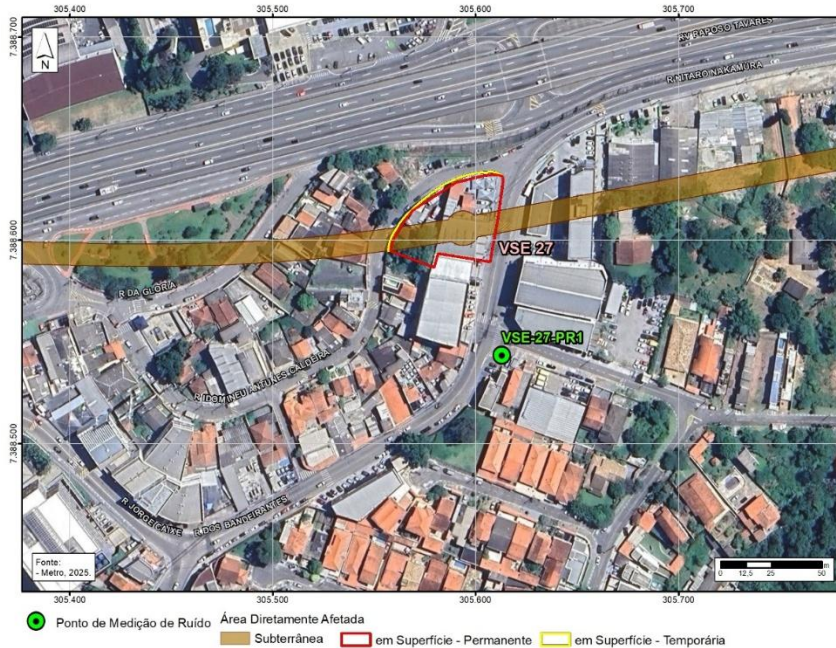 305.400 305.500 305.600 305.700
7.388.700
N
RV RAPOSO TAVARES
R NITARO NAKAMURA
7.388.600
VSE 27
R DA GLORIA
VSE-27-PR1
R IDOMINEU ANTUNES CALDEIRA
7.388.500
R JORGE CAIXE
R DOS BANDEIRANTES
Fonte:
- Metro, 2025.
0 12,5 25 50
m
305.400 305.500 305.600 305.700
Ponto de Medição de Ruído
Área Diretamente Afetada
Subterrânea em Superfície - Permanente em Superfície - Temporária